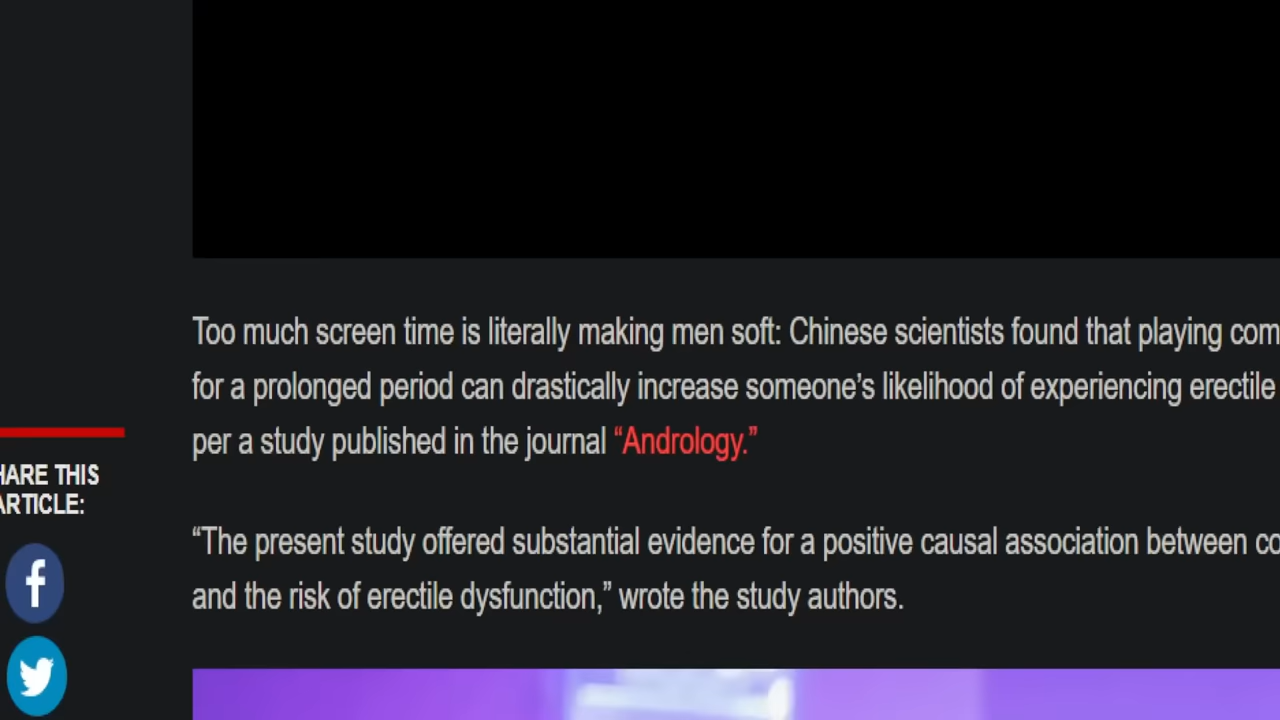 Too much screen time is literally making men soft: Chinese scientists found that playing com
for a prolonged period can drastically increase someone’s likelihood of experiencing erectile
per a study published in the journal “Andrology.”
HARE THIS
ARTICLE:
“The present study offered substantial evidence for a positive causal association between co
and the risk of erectile dysfunction,” wrote the study authors.